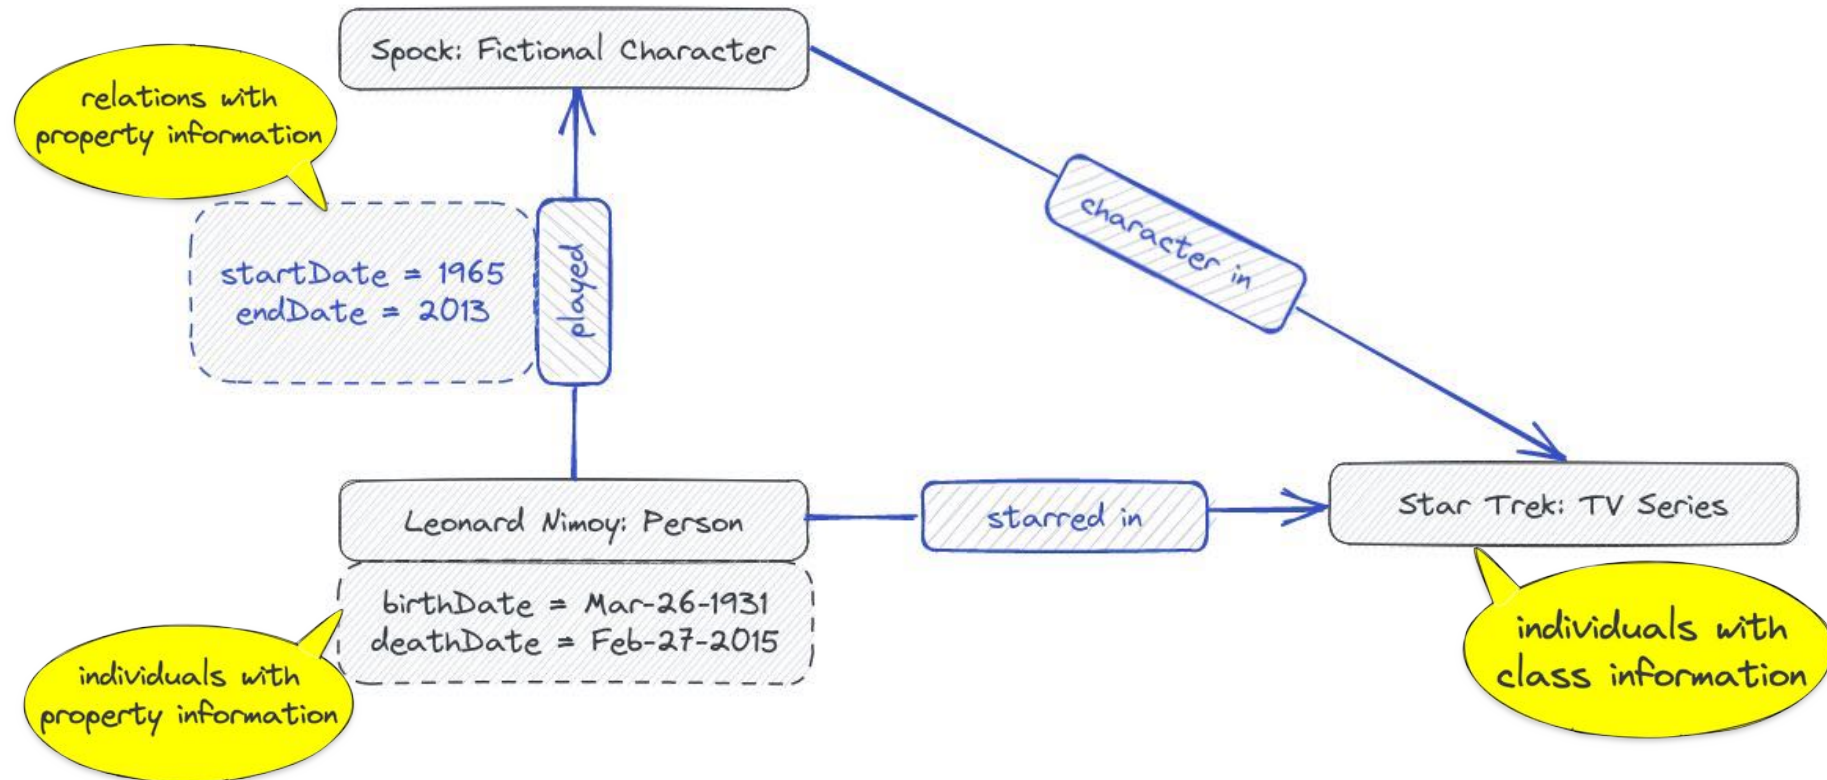 Spock: Fictional Character
relations with
property information
startDate = 1965
endDate = 2013
played
character in
Leonard Nimoy: Person
starred in
Star Trek: TV Series
birthDate = Mar-26-1931
deathDate = Feb-27-2015
individuals with
property information
individuals with
class information